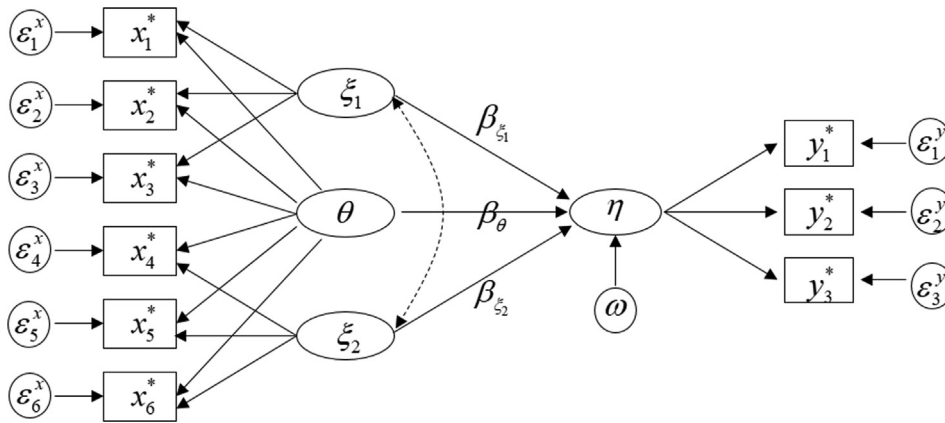 ε₁ˣ
x₁*
ε₂ˣ
x₂*
ε₃ˣ
x₃*
ε₄ˣ
x₄*
ε₅ˣ
x₅*
ε₆ˣ
x₆*
ξ₁
θ
ξ₂
β_ξ₁
β_θ
β_ξ₂
η
ω
y₁*
ε₁ʸ
y₂*
ε₂ʸ
y₃*
ε₃ʸ